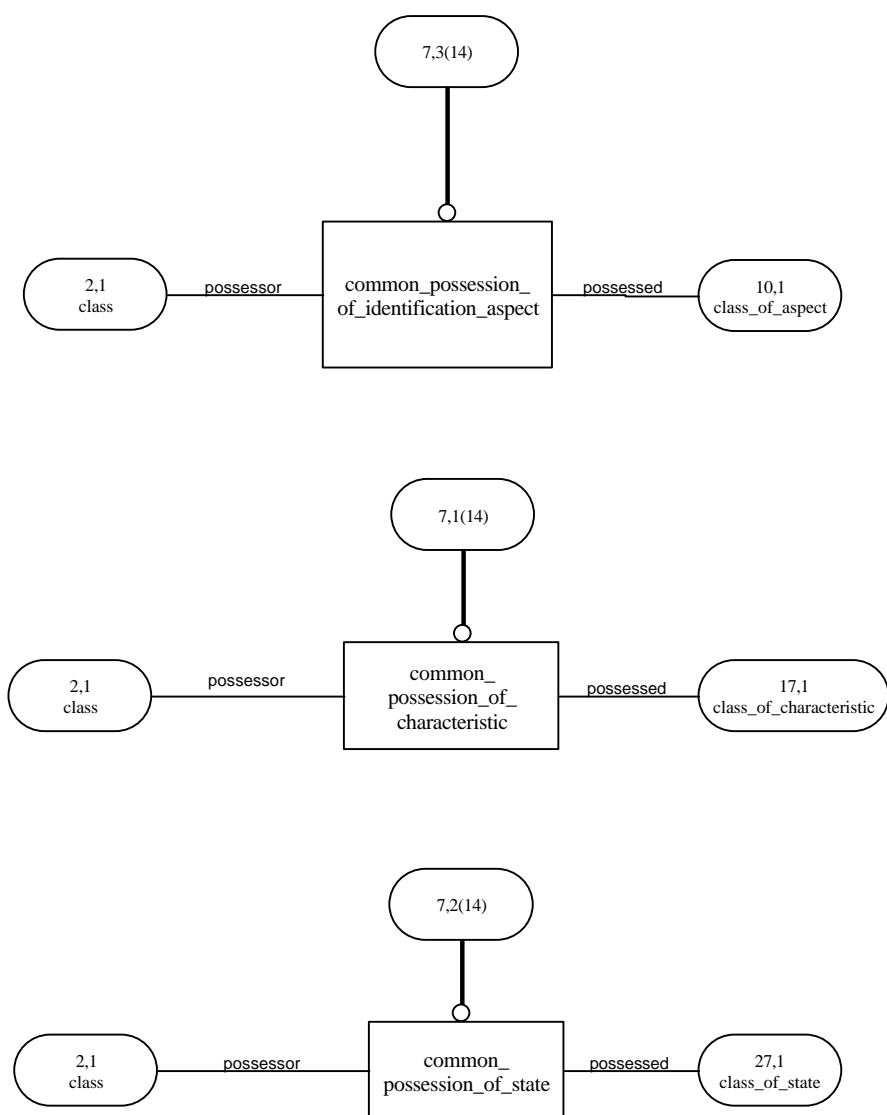 7,3(14)
2,1
class
possessor
common_possession_
of_identification_aspect
possessed
10,1
class_of_aspect
7,1(14)
2,1
class
possessor
common_
possession_of_
characteristic
possessed
17,1
class_of_characteristic
7,2(14)
2,1
class
possessor
common_
possession_of_state
possessed
27,1
class_of_state